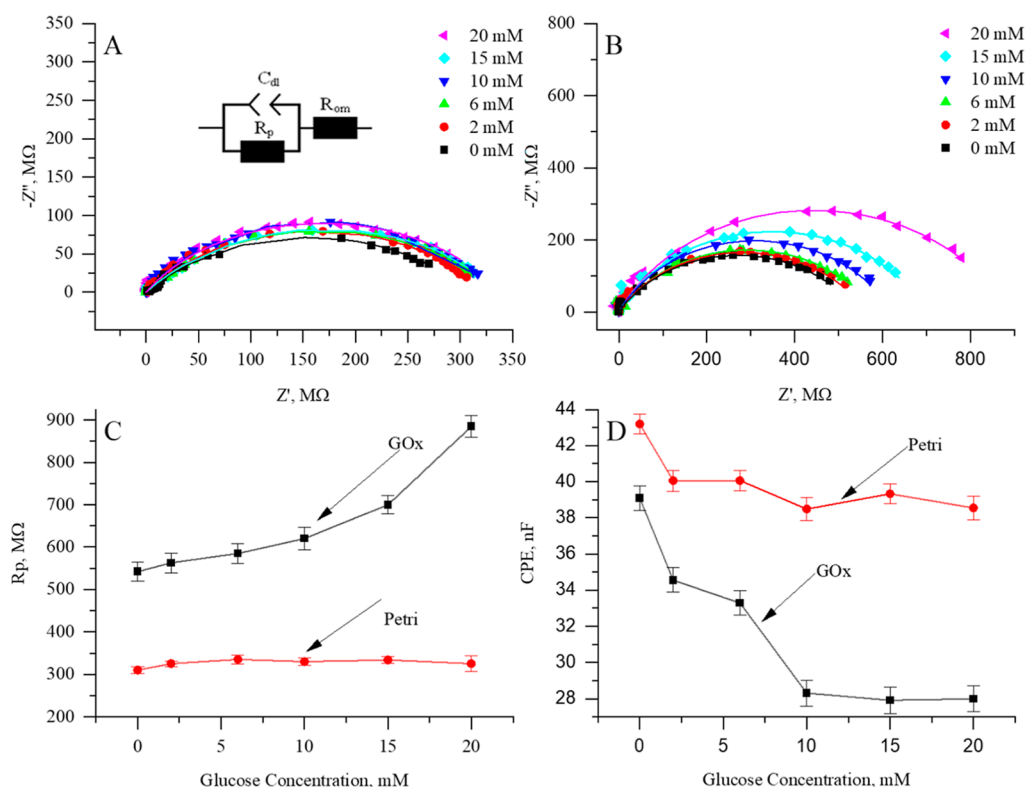 A
350
300
250
200
150
100
50
0
-Z'', MΩ
C_dl
R_p
R_om
20 mM
15 mM
10 mM
6 mM
2 mM
0 mM
0 50 100 150 200 250 300 350
Z', MΩ
B
800
600
400
200
0
-Z'', MΩ
20 mM
15 mM
10 mM
6 mM
2 mM
0 mM
0 200 400 600 800
Z', MΩ
C
900
800
700
600
500
400
300
200
Rp, MΩ
GOx
Petri
0 5 10 15 20
Glucose Concentration, mM
D
44
42
40
38
36
34
32
30
28
CPE, nF
Petri
GOx
0 5 10 15 20
Glucose Concentration, mM